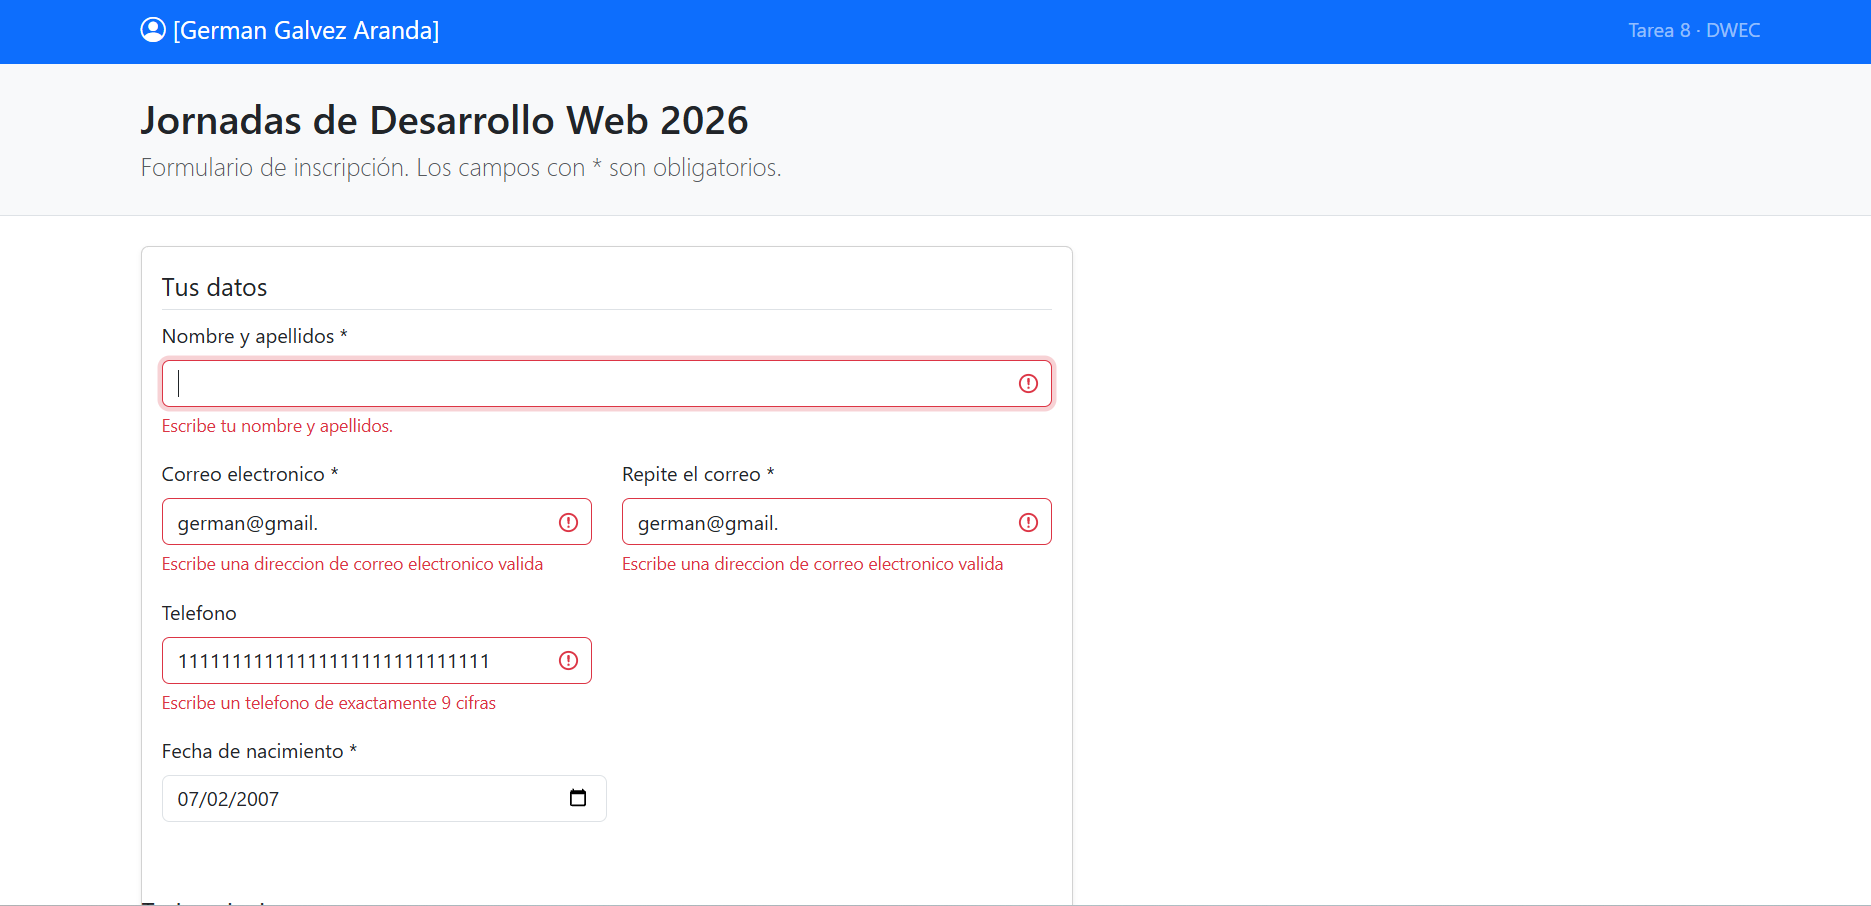 [German Galvez Aranda]
Tarea 8 · DWEC
Jornadas de Desarrollo Web 2026
Formulario de inscripción. Los campos con * son obligatorios.
Tus datos
Nombre y apellidos *
Escribe tu nombre y apellidos.
Correo electronico *
Repite el correo *
german@gmail.
german@gmail.
Escribe una direccion de correo electronico valida
Escribe una direccion de correo electronico valida
Telefono
11111111111111111111111111111
Escribe un telefono de exactamente 9 cifras
Fecha de nacimiento *
07/02/2007